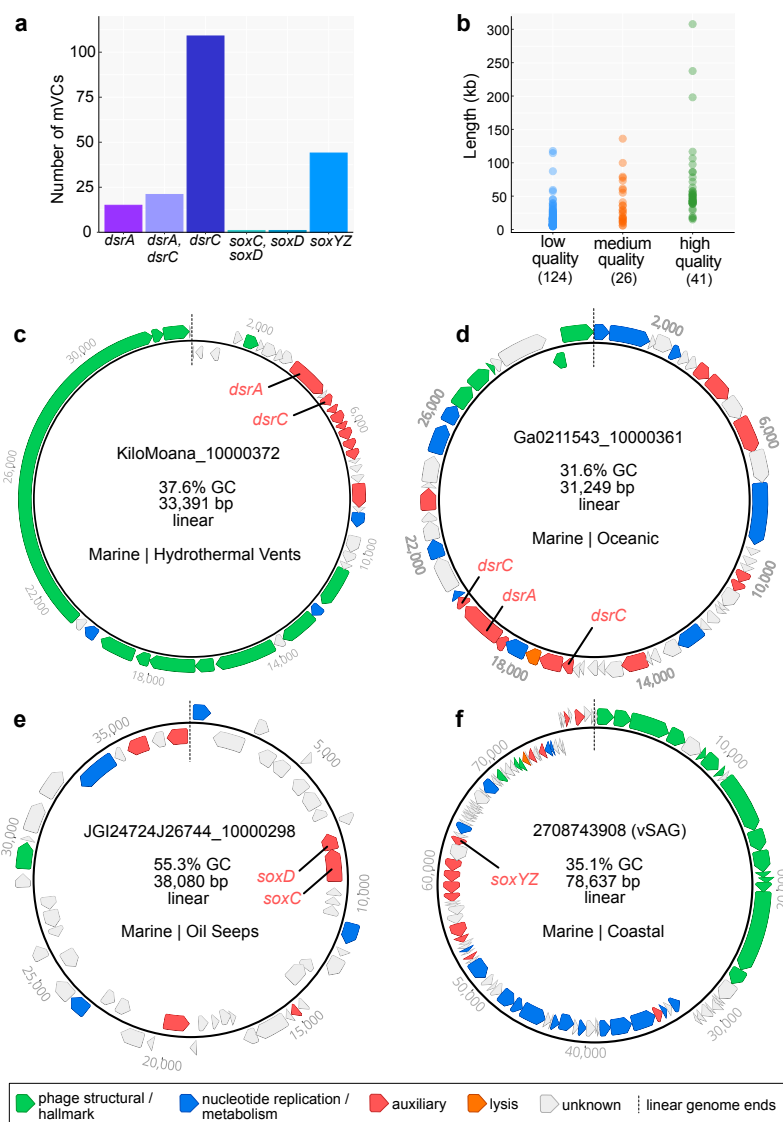 a
Number of mVCs
100
75
50
25
0
dsrA
dsrA,
dsrC
dsrC
soxC,
soxD
soxD
soxYZ
b
Length (kb)
300
250
200
150
100
50
0
low
quality
(124)
medium
quality
(26)
high
quality
(41)
c
2,000
6,000
10,000
14,000
18,000
22,000
26,000
30,000
dsrA
dsrC
KiloMoana_10000372
37.6% GC
33,391 bp
linear
Marine | Hydrothermal Vents
d
2,000
6,000
10,000
14,000
18,000
22,000
26,000
Ga0211543_10000361
31.6% GC
31,249 bp
linear
Marine | Oceanic
dsrC
dsrA
dsrC
e
5,000
10,000
15,000
20,000
25,000
30,000
35,000
JGI24724J26744_10000298
55.3% GC
38,080 bp
linear
Marine | Oil Seeps
soxD
soxC
f
10,000
20,000
30,000
40,000
50,000
60,000
70,000
2708743908 (vSAG)
35.1% GC
78,637 bp
linear
Marine | Coastal
soxYZ
phage structural /
hallmark
nucleotide replication /
metabolism
auxiliary
lysis
unknown
linear genome ends